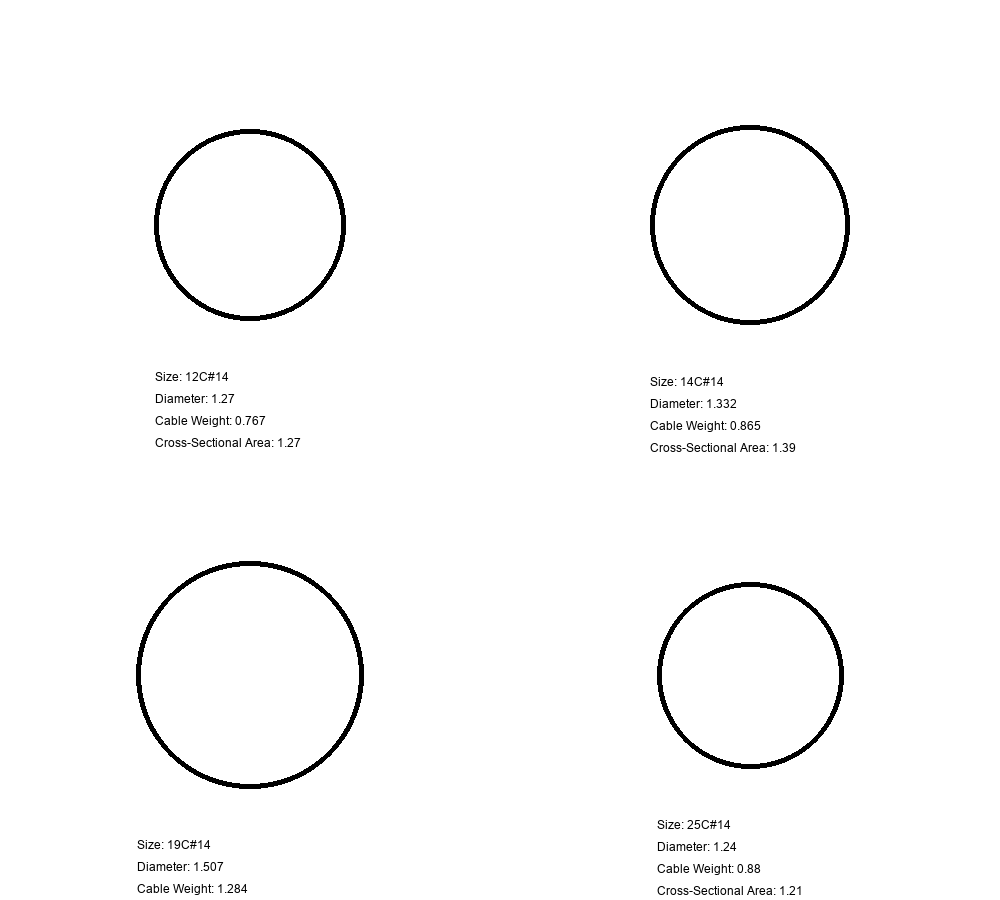 Size: 12C#14
Diameter: 1.27
Cable Weight: 0.767
Cross-Sectional Area: 1.27
Size: 14C#14
Diameter: 1.332
Cable Weight: 0.865
Cross-Sectional Area: 1.39
Size: 19C#14
Diameter: 1.507
Cable Weight: 1.284
Size: 25C#14
Diameter: 1.24
Cable Weight: 0.88
Cross-Sectional Area: 1.21